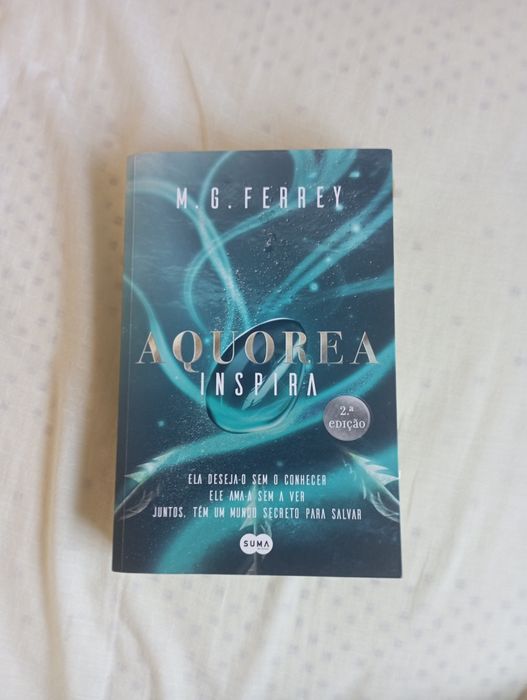 M. G. FERREY
AQUOREA
INSPIRA
2.ª
EDIÇÃO
ELA DESEJA-O SEM O CONHECER
ELE AMA-A SEM A VER
JUNTOS, TÊM UM MUNDO SECRETO PARA SALVAR
SUMA